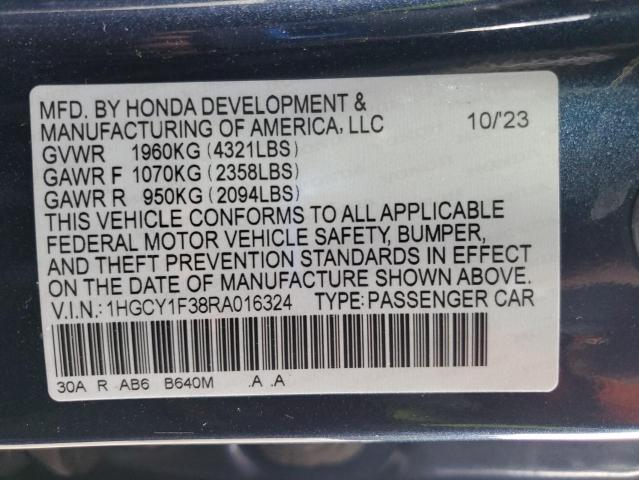 MFD. BY HONDA DEVELOPMENT &
MANUFACTURING OF AMERICA, LLC 10/'23
GVWR 1960KG (4321LBS)
GAWR F 1070KG (2358LBS)
GAWR R 950KG (2094LBS)
THIS VEHICLE CONFORMS TO ALL APPLICABLE
FEDERAL MOTOR VEHICLE SAFETY, BUMPER,
AND THEFT PREVENTION STANDARDS IN EFFECT
ON THE DATE OF MANUFACTURE SHOWN ABOVE.
V.I.N.: 1HGCY1F38RA016324 TYPE: PASSENGER CAR
30A R AB6 B640M .A .A